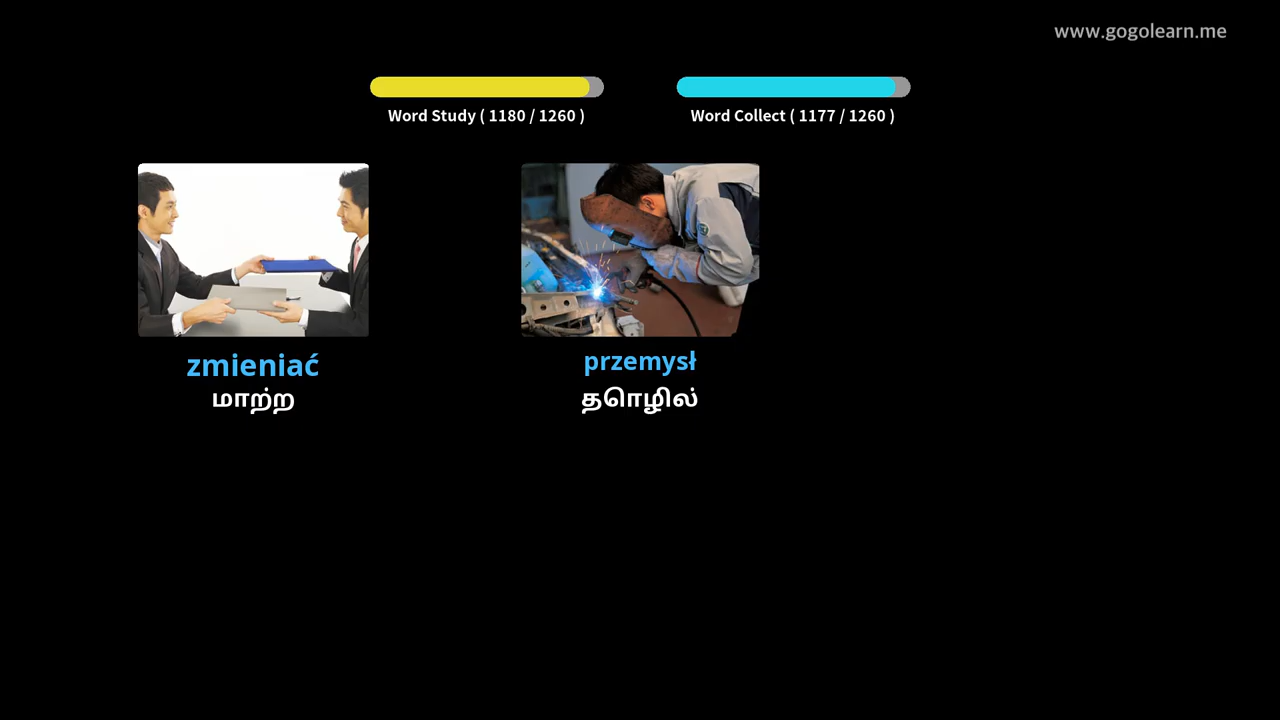 www.gogolearn.me
Word Study ( 1180 / 1260 )
Word Collect ( 1177 / 1260 )
zmieniać
மாற்ற
przemysł
தொழில்